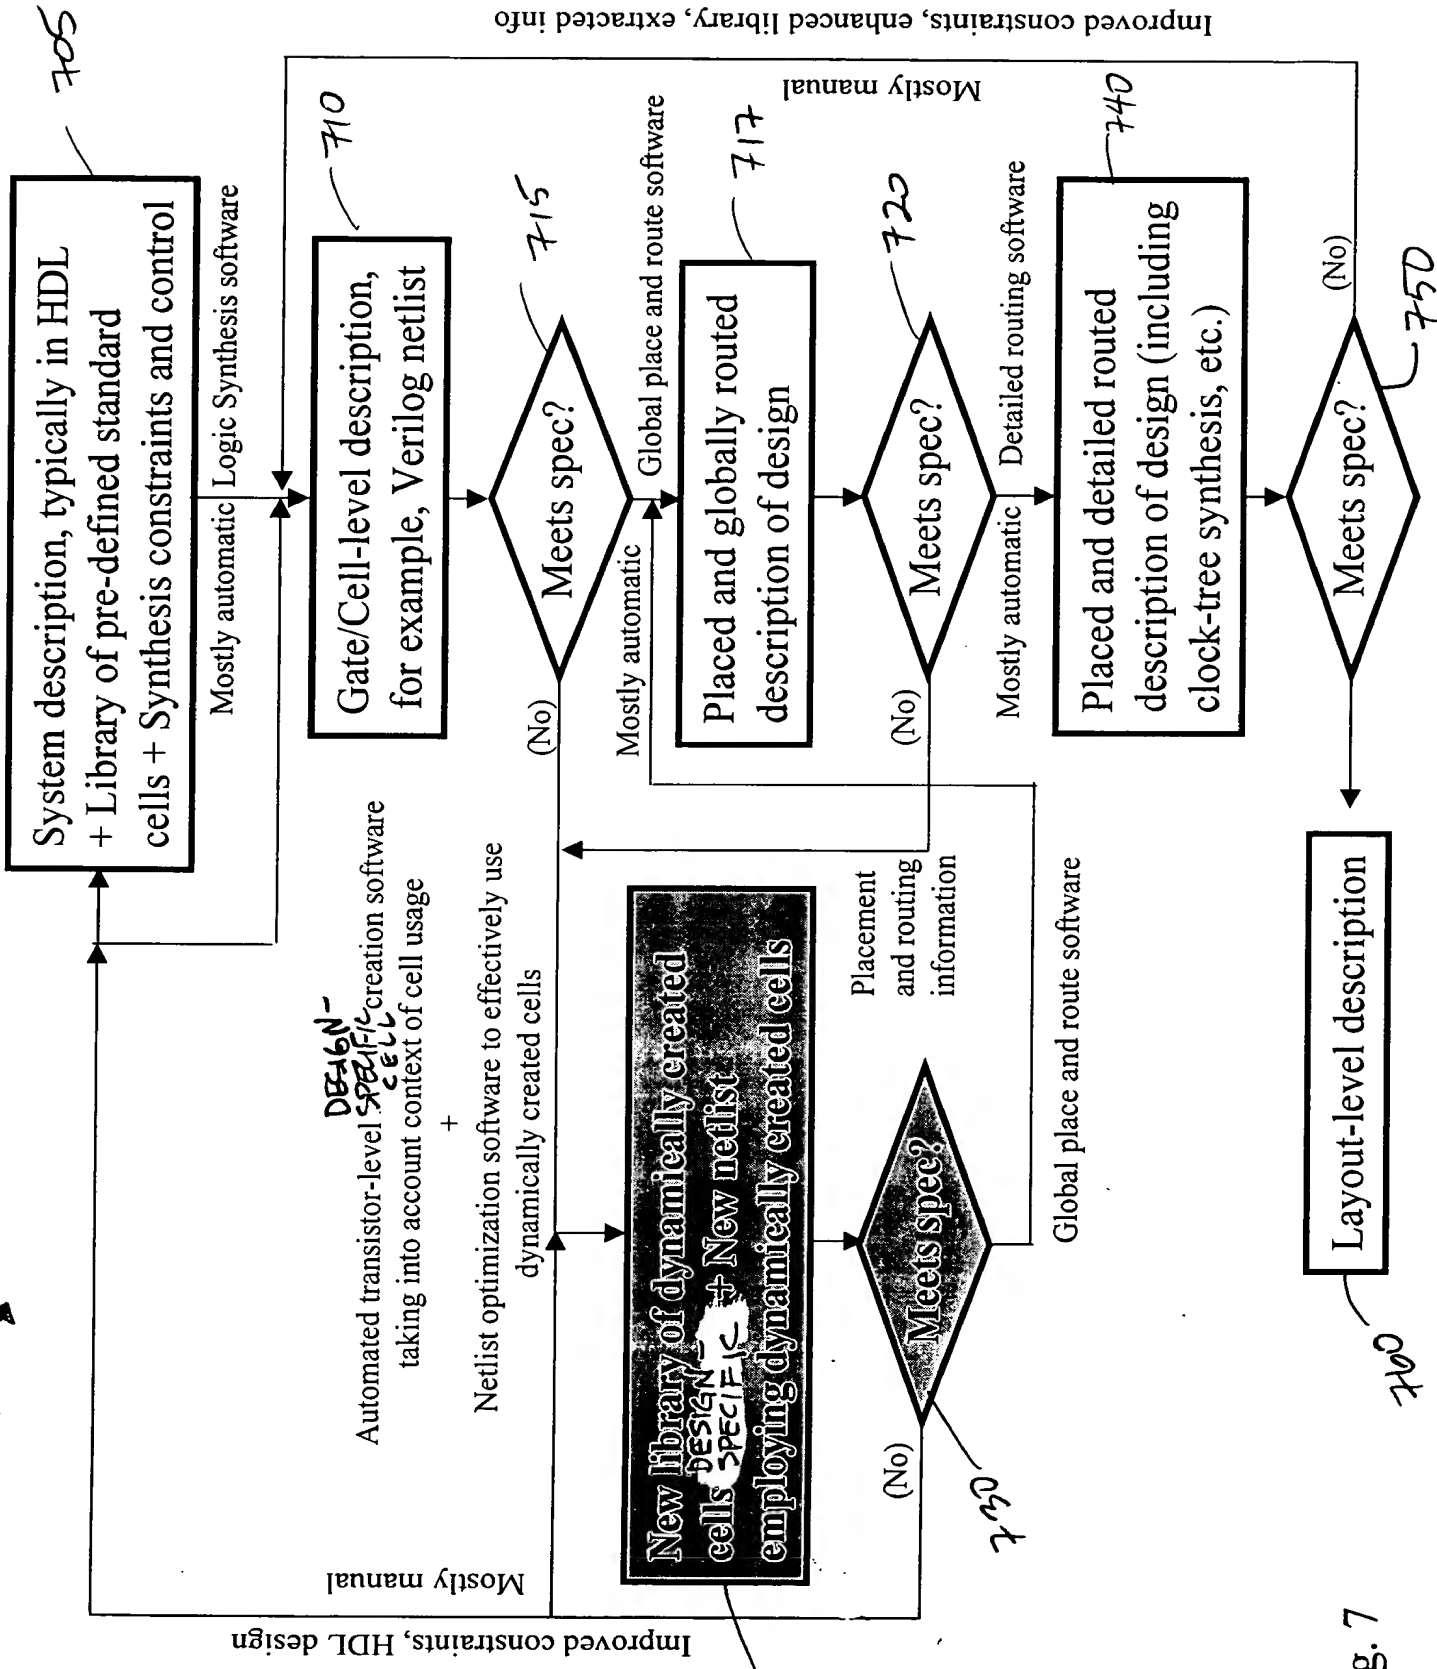 705
System description, typically in HDL
+ Library of pre-defined standard
cells + Synthesis constraints and control
Mostly automatic
Logic Synthesis software
710
Gate/Cell-level description,
for example, Verilog netlist
715
Meets spec?
(No)
Mostly automatic
Global place and route software
717
Placed and globally routed
description of design
720
Meets spec?
(No)
Mostly automatic
Detailed routing software
740
Placed and detailed routed
description of design (including
clock-tree synthesis, etc.)
Meets spec?
(No)
750
Mostly manual
Improved constraints, enhanced library, extracted info
Layout-level description
760
DESIGN-
SPECIFIC
CELL
Automated transistor-level creation software
taking into account context of cell usage
+
Netlist optimization software to effectively use
dynamically created cells
New library of dynamically created
cells DESIGN-SPECIFIC + New netlist
employing dynamically created cells
Placement
and routing
information
Meets spec?
(No)
730
Global place and route software
Mostly manual
Improved constraints, HDL design
g. 7